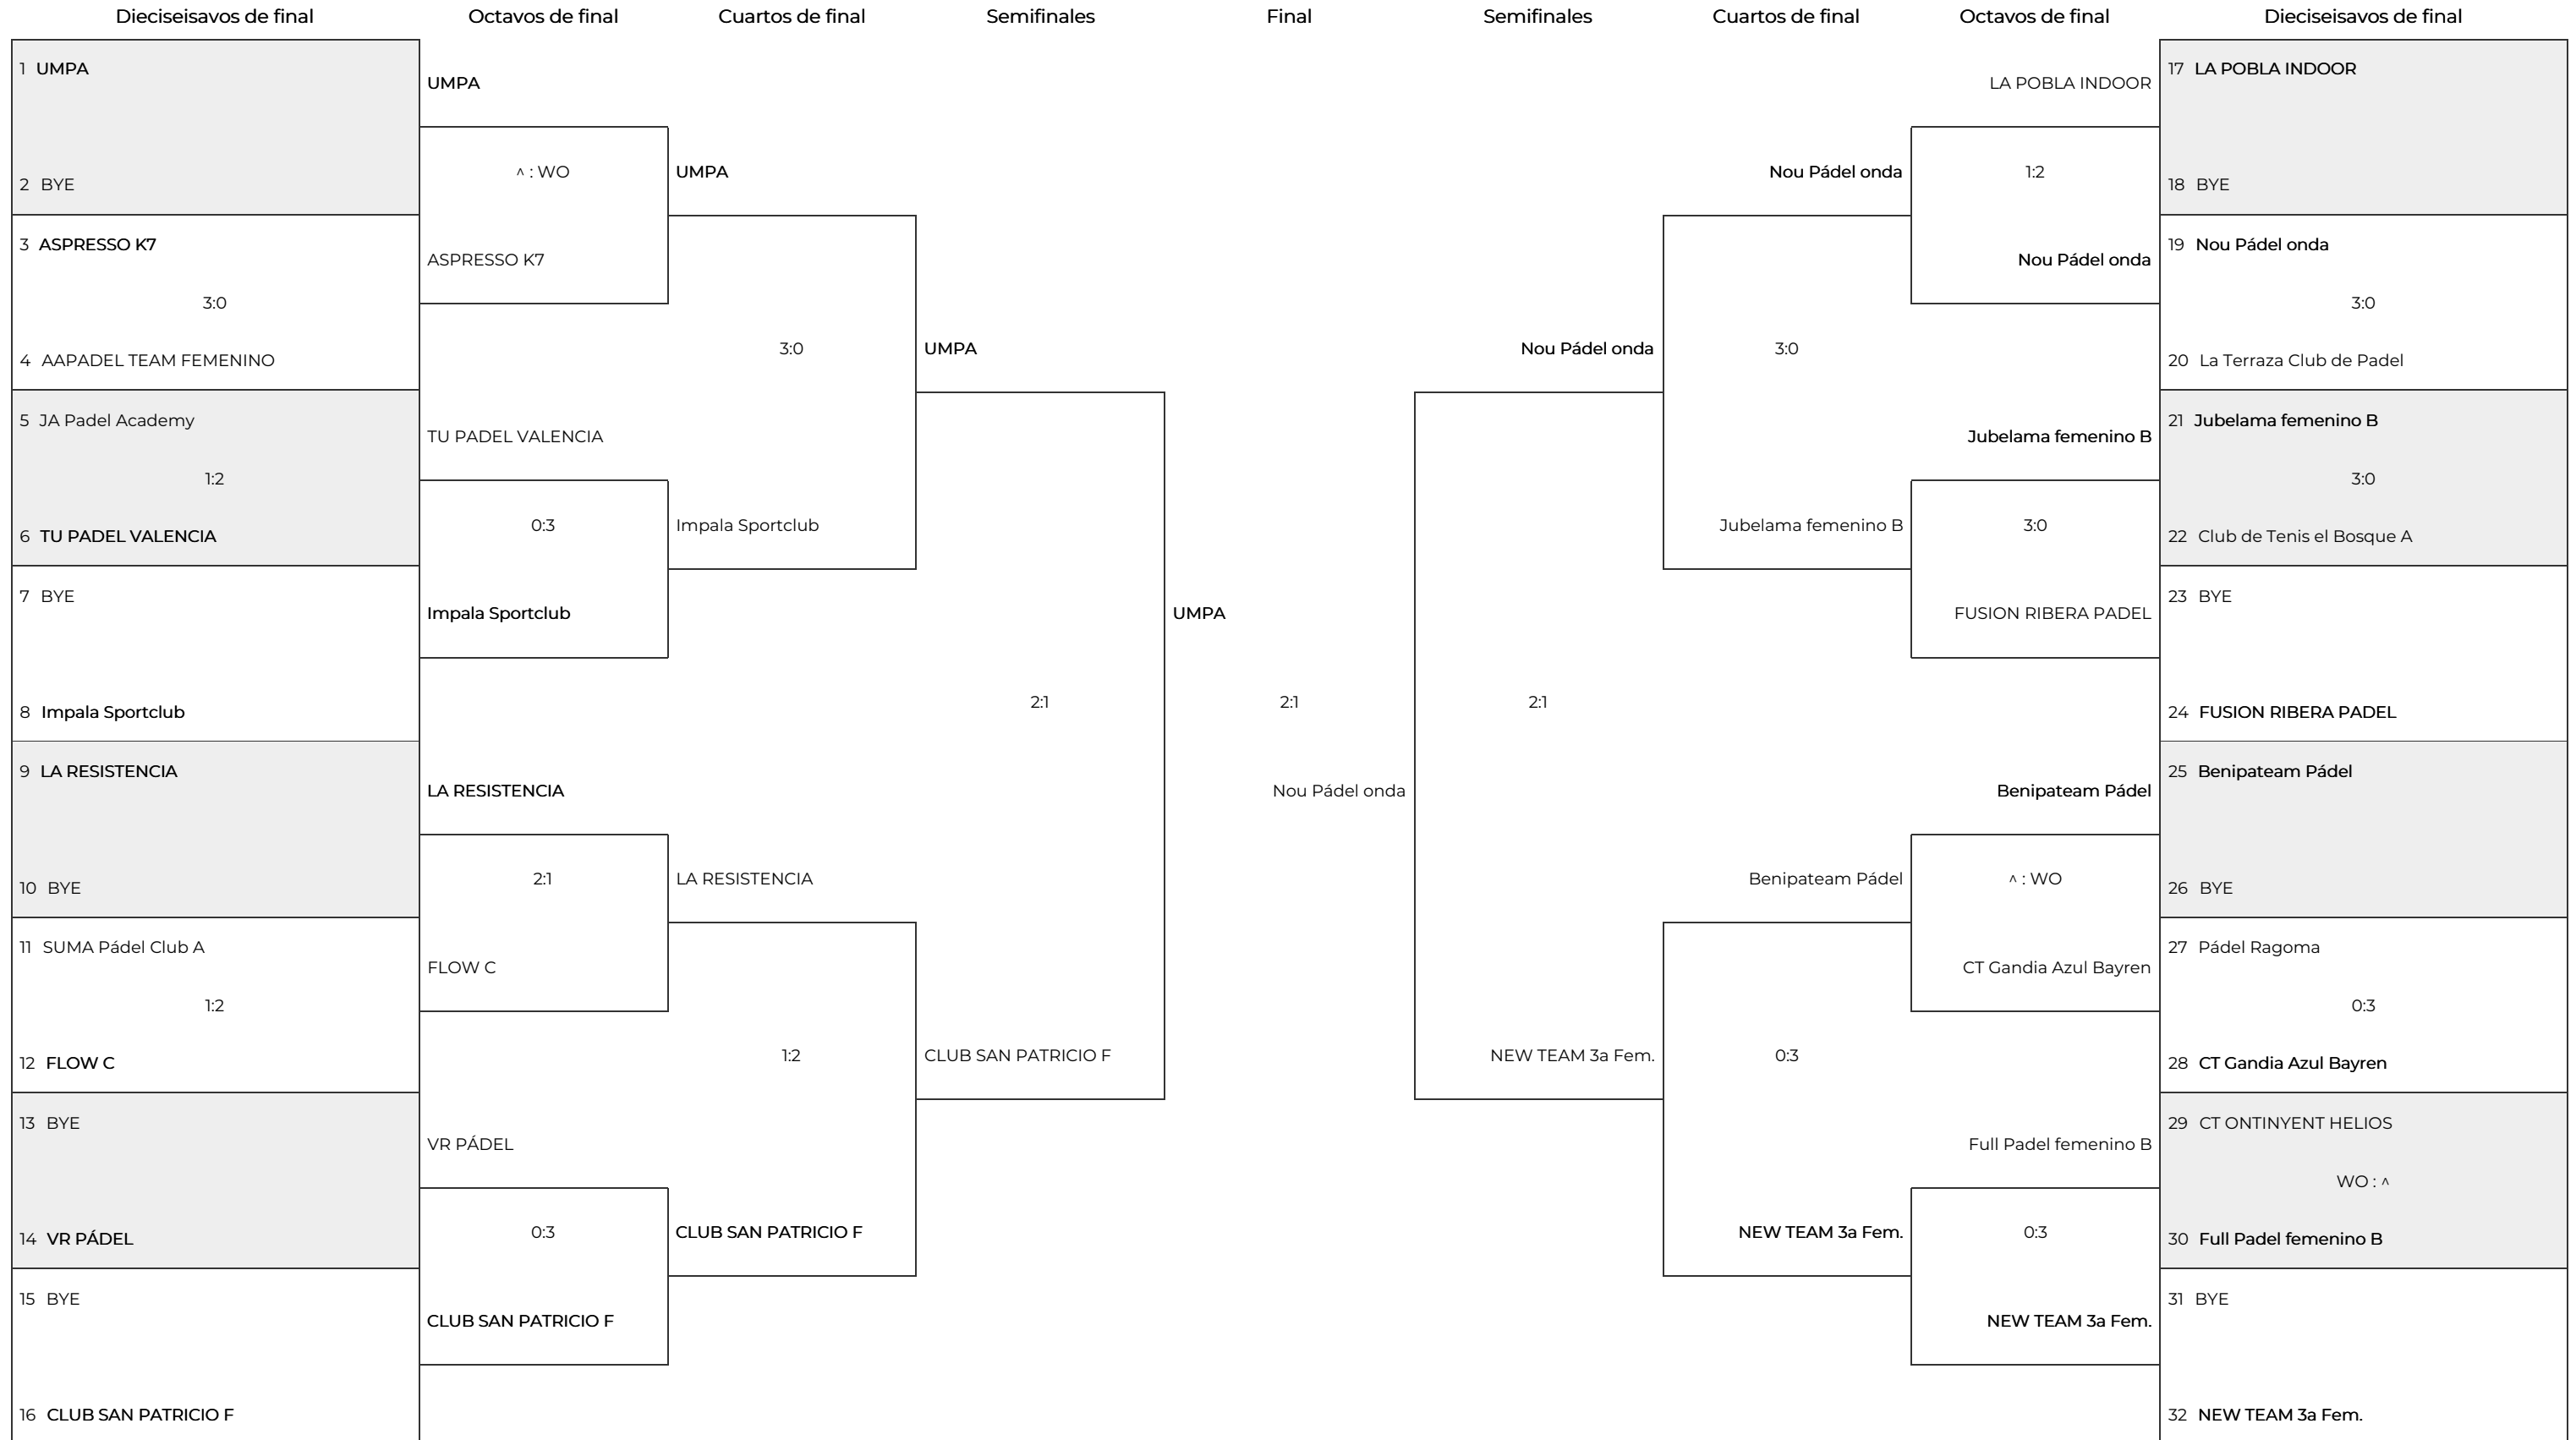 Dieciseisavos de final
Octavos de final
Cuartos de final
Semifinales
Final
Semifinales
Cuartos de final
Octavos de final
Dieciseisavos de final
1 UMPA
2 BYE
3 ASPRESSO K7
3:0
4 AAPADEL TEAM FEMENINO
5 JA Padel Academy
1:2
6 TU PADEL VALENCIA
7 BYE
8 Impala Sportclub
9 LA RESISTENCIA
10 BYE
11 SUMA Pádel Club A
1:2
12 FLOW C
13 BYE
14 VR PÁDEL
15 BYE
16 CLUB SAN PATRICIO F
UMPA
^ : WO
ASPRESSO K7
TU PADEL VALENCIA
0:3
Impala Sportclub
LA RESISTENCIA
2:1
FLOW C
VR PÁDEL
0:3
CLUB SAN PATRICIO F
UMPA
3:0
Impala Sportclub
LA RESISTENCIA
1:2
CLUB SAN PATRICIO F
UMPA
2:1
CLUB SAN PATRICIO F
UMPA
2:1
Nou Pádel onda
Nou Pádel onda
2:1
NEW TEAM 3a Fem.
Nou Pádel onda
3:0
Jubelama femenino B
Benipateam Pádel
0:3
NEW TEAM 3a Fem.
LA POBLA INDOOR
1:2
Nou Pádel onda
Jubelama femenino B
3:0
FUSION RIBERA PADEL
Benipateam Pádel
^ : WO
CT Gandia Azul Bayren
Full Padel femenino B
0:3
NEW TEAM 3a Fem.
17 LA POBLA INDOOR
18 BYE
19 Nou Pádel onda
3:0
20 La Terraza Club de Padel
21 Jubelama femenino B
3:0
22 Club de Tenis el Bosque A
23 BYE
24 FUSION RIBERA PADEL
25 Benipateam Pádel
26 BYE
27 Pádel Ragoma
0:3
28 CT Gandia Azul Bayren
29 CT ONTINYENT HELIOS
WO : ^
30 Full Padel femenino B
31 BYE
32 NEW TEAM 3a Fem.